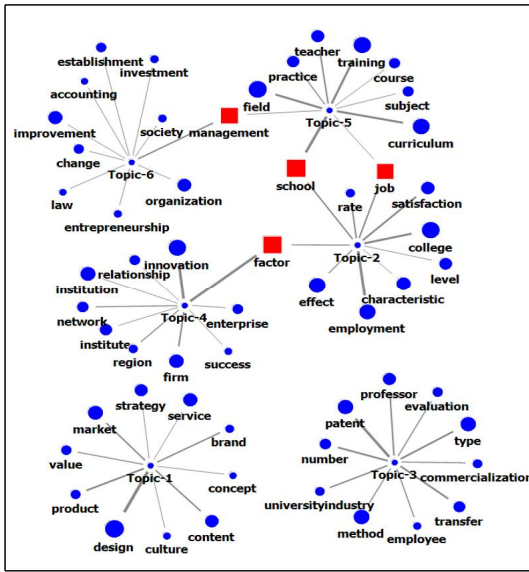 establishment
investment
accounting
improvement
society
management
change
Topic-6
law
organization
entrepreneurship
teacher
training
practice
course
field
subject
Topic-5
curriculum
school
job
rate
satisfaction
Topic-2
college
factor
level
effect
characteristic
employment
innovation
relationship
institution
network
Topic-4
enterprise
institute
region
success
firm
strategy
service
market
brand
value
Topic-1
concept
product
design
culture
content
professor
patent
evaluation
type
number
Topic-3
commercialization
universityindustry
method
employee
transfer